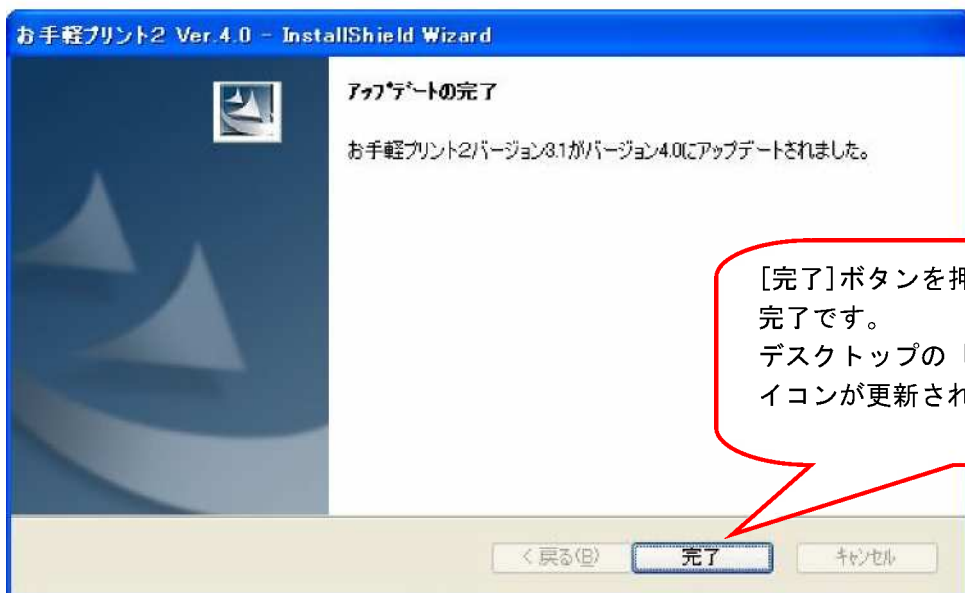 お手軽プリント2 Ver.4.0 - InstallShield Wizard
アップデートの完了
お手軽プリント2バージョン3.1がバージョン4.0にアップデートされました。
[完了]ボタンを押
完了です。
デスクトップの「
イコンが更新され
< 戻る(B)
完了
キャンセル